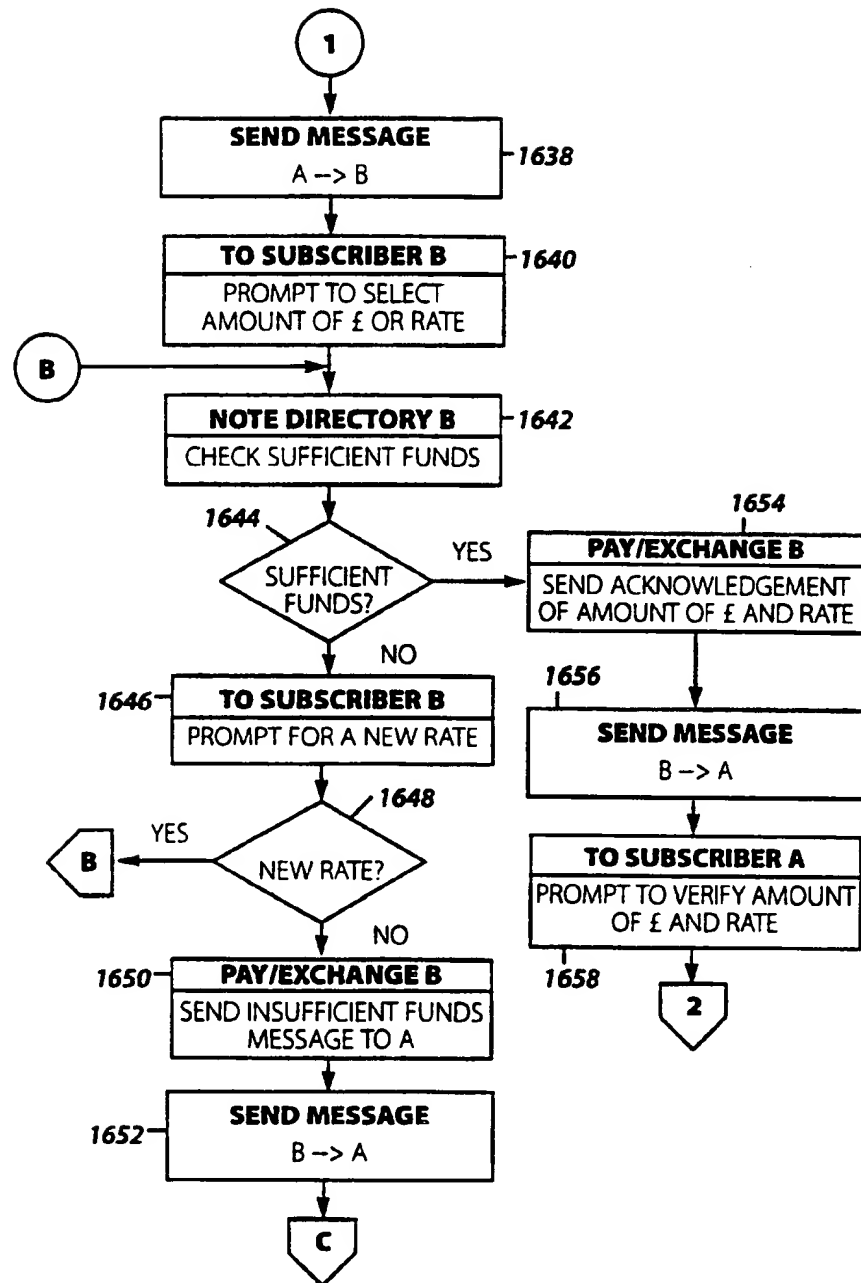 1
SEND MESSAGE
A --> B
1638
TO SUBSCRIBER B
1640
PROMPT TO SELECT
AMOUNT OF £ OR RATE
B
NOTE DIRECTORY B
1642
CHECK SUFFICIENT FUNDS
1644
SUFFICIENT
FUNDS?
YES
NO
1654
PAY/EXCHANGE B
SEND ACKNOWLEDGEMENT
OF AMOUNT OF £ AND RATE
1646
TO SUBSCRIBER B
PROMPT FOR A NEW RATE
1656
SEND MESSAGE
B --> A
1648
NEW RATE?
YES
B
NO
TO SUBSCRIBER A
PROMPT TO VERIFY AMOUNT
OF £ AND RATE
1658
2
1650
PAY/EXCHANGE B
SEND INSUFFICIENT FUNDS
MESSAGE TO A
1652
SEND MESSAGE
B --> A
C